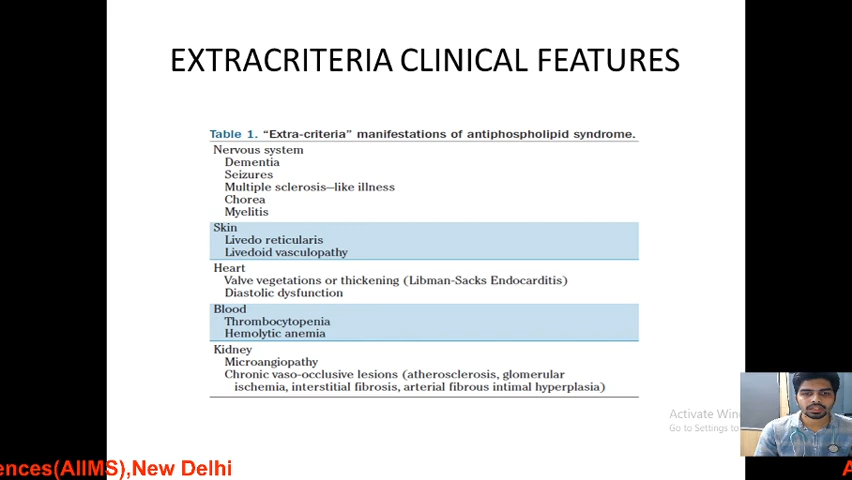 EXTRACRITERIA CLINICAL FEATURES
Table 1. “Extra-criteria” manifestations of antiphospholipid syndrome.
Nervous system
Dementia
Seizures
Multiple sclerosis–like illness
Chorea
Myelitis
Skin
Livedo reticularis
Livedoid vasculopathy
Heart
Valve vegetations or thickening (Libman-Sacks Endocarditis)
Diastolic dysfunction
Blood
Thrombocytopenia
Hemolytic anemia
Kidney
Microangiopathy
Chronic vaso-occlusive lesions (atherosclerosis, glomerular
ischemia, interstitial fibrosis, arterial fibrous intimal hyperplasia)
Activate Win
Go to Settings to
ences(AIIMS),New Delhi
A